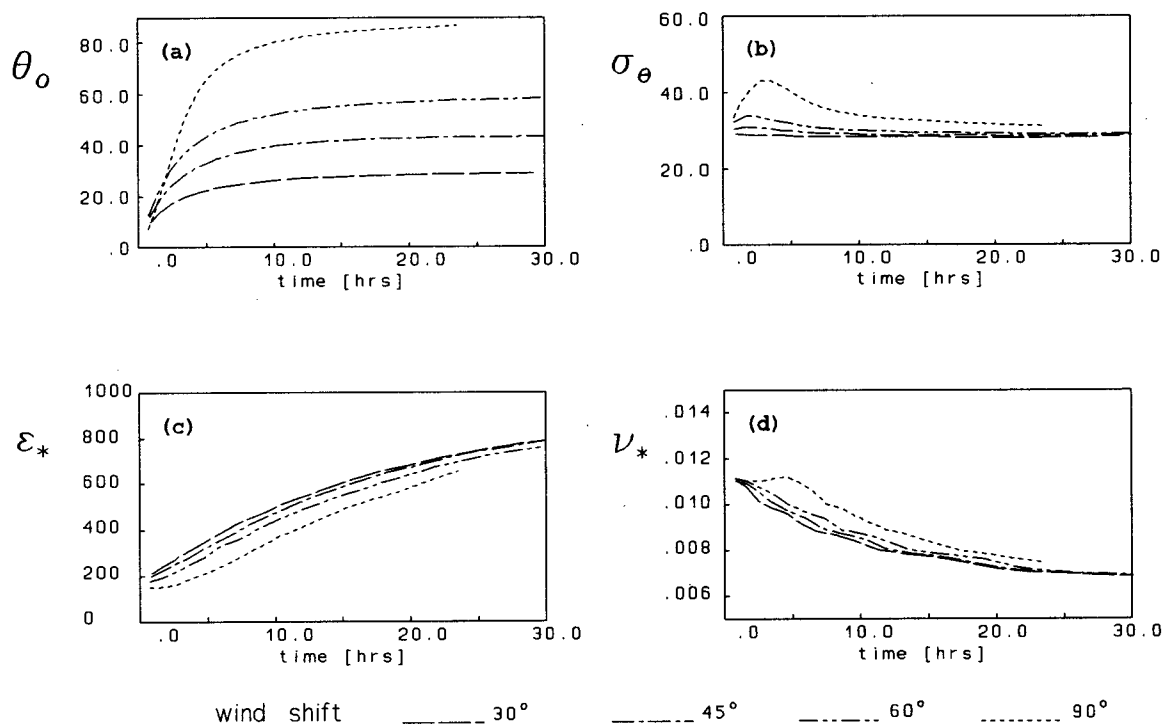 θo
(a)
80.0
60.0
40.0
20.0
.0
.0 10.0 20.0 30.0
time [hrs]
σθ
(b)
60.0
40.0
20.0
.0
.0 10.0 20.0 30.0
time [hrs]
ε*
(c)
1000
800
600
400
200
0
.0 10.0 20.0 30.0
time [hrs]
ν*
(d)
.014
.012
.010
.008
.006
.0 10.0 20.0 30.0
time [hrs]
wind shift 30° 45° 60° 90°